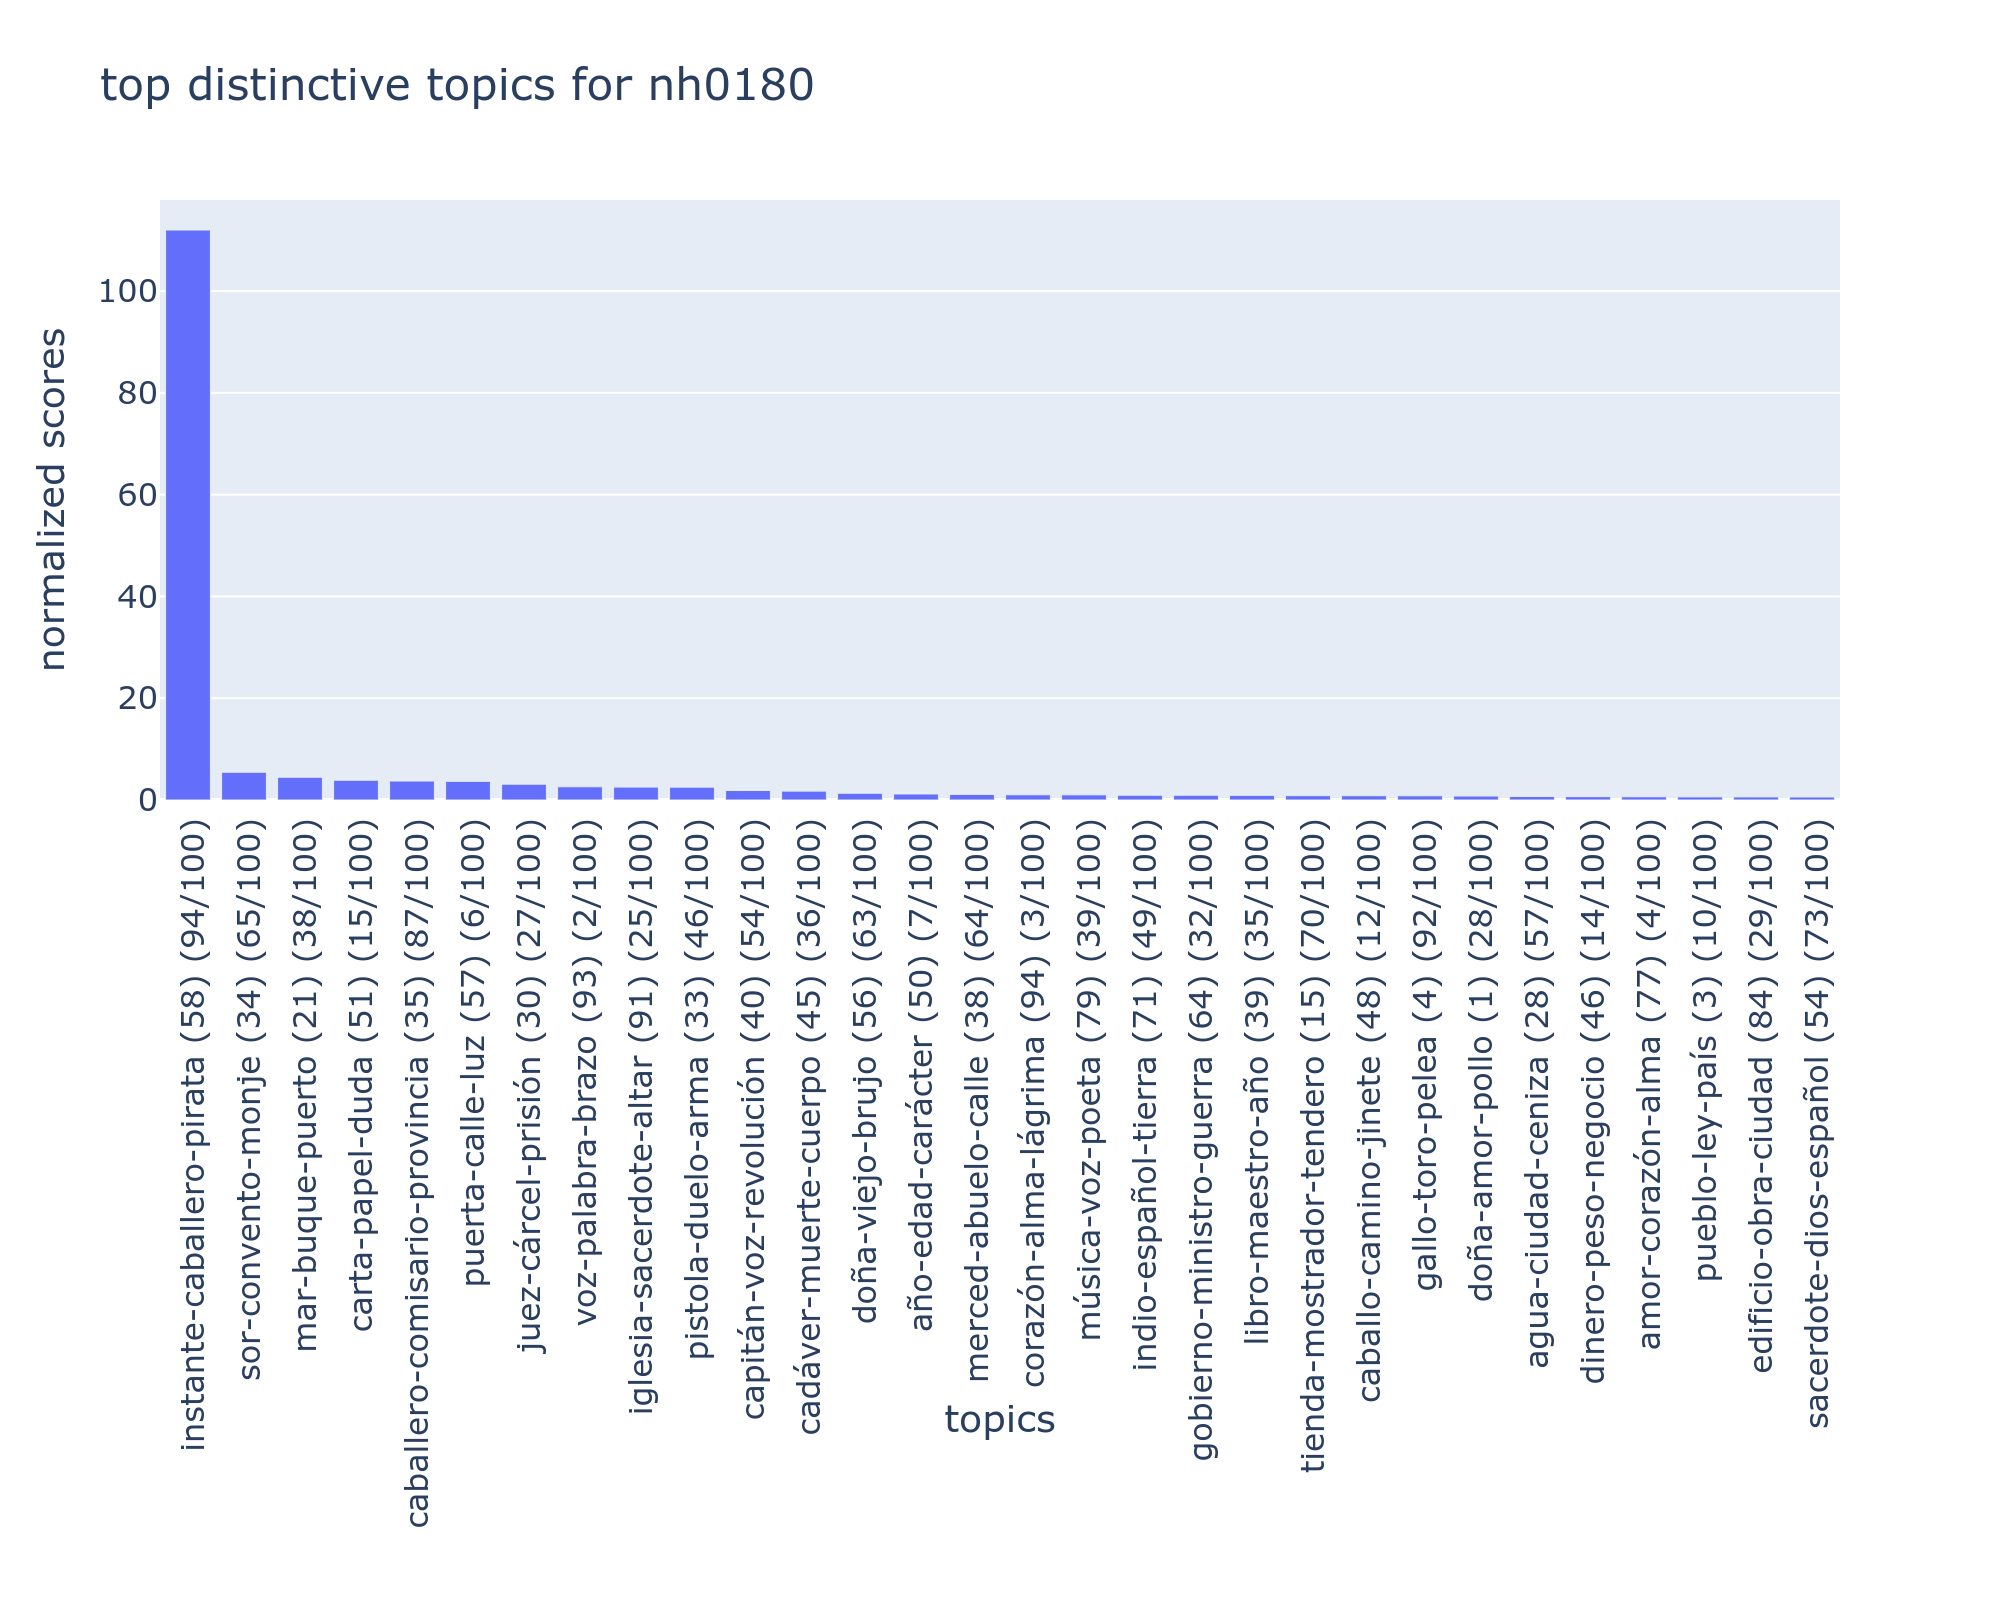 top distinctive topics for nh0180
normalized scores
100
80
60
40
20
0
instante-caballero-pirata (58) (94/100)
sor-convento-monje (34) (65/100)
mar-buque-puerto (21) (38/100)
carta-papel-duda (51) (15/100)
caballero-comisario-provincia (35) (87/100)
puerta-calle-luz (57) (6/100)
juez-cárcel-prisión (30) (27/100)
voz-palabra-brazo (93) (2/100)
iglesia-sacerdote-altar (91) (25/100)
pistola-duelo-arma (33) (46/100)
capitán-voz-revolución (40) (54/100)
cadáver-muerte-cuerpo (45) (36/100)
doña-viejo-brujo (56) (63/100)
año-edad-carácter (50) (7/100)
merced-abuelo-calle (38) (64/100)
corazón-alma-lágrima (94) (3/100)
música-voz-poeta (79) (39/100)
indio-español-tierra (71) (49/100)
gobierno-ministro-guerra (64) (32/100)
libro-maestro-año (39) (35/100)
tienda-mostrador-tendero (15) (70/100)
caballo-camino-jinete (48) (12/100)
gallo-toro-pelea (4) (92/100)
doña-amor-pollo (1) (28/100)
agua-ciudad-ceniza (28) (57/100)
dinero-peso-negocio (46) (14/100)
amor-corazón-alma (77) (4/100)
pueblo-ley-país (3) (10/100)
edificio-obra-ciudad (84) (29/100)
sacerdote-dios-español (54) (73/100)
topics